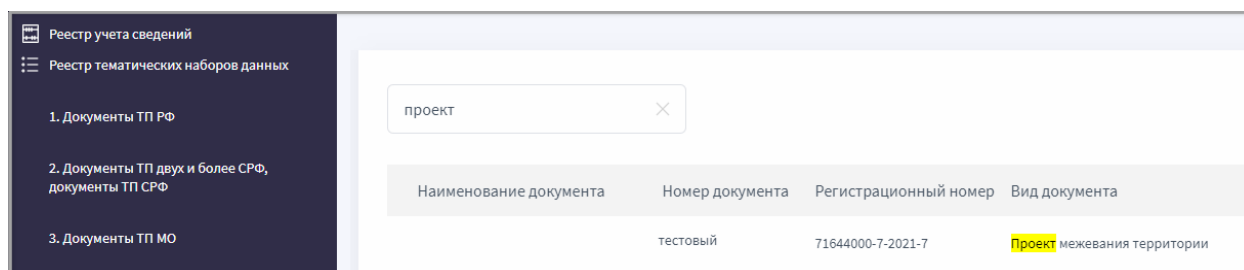 Реестр учета сведений
Реестр тематических наборов данных
1. Документы ТП РФ
2. Документы ТП двух и более СРФ,
документы ТП СРФ
3. Документы ТП МО
проект
Наименование документа Номер документа Регистрационный номер Вид документа
тестовый 71644000-7-2021-7 Проект межевания территории